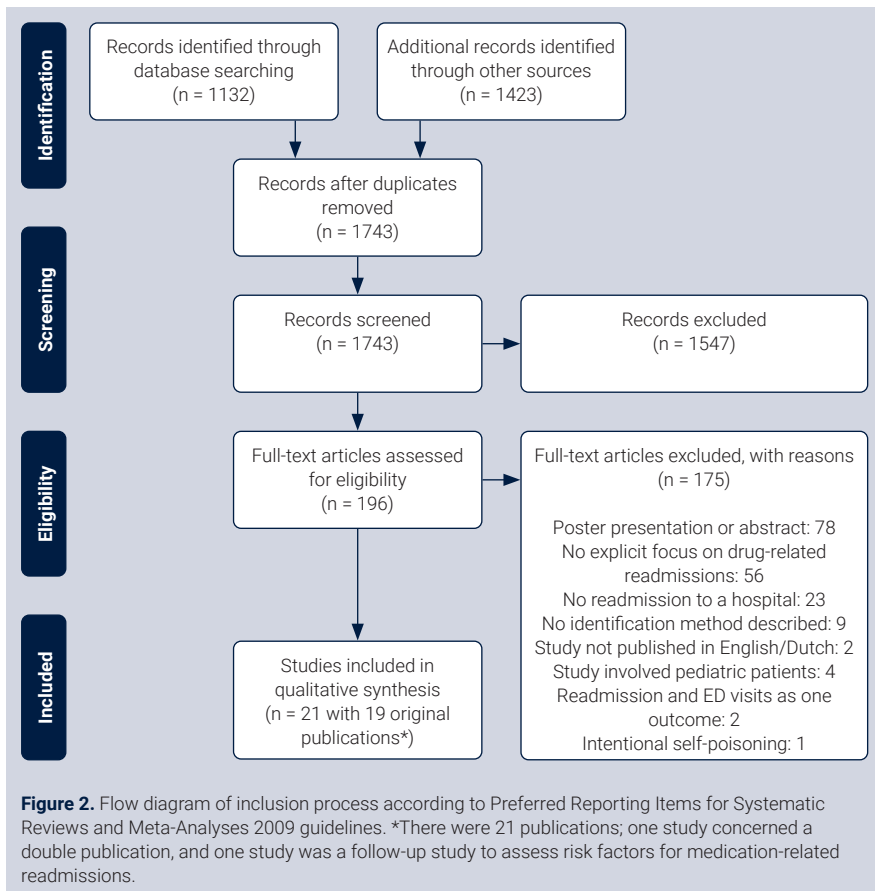 Identification
Records identified through
database searching
(n = 1132)
Additional records identified
through other sources
(n = 1423)
Records after duplicates
removed
(n = 1743)
Screening
Records screened
(n = 1743)
Records excluded
(n = 1547)
Eligibility
Full-text articles assessed
for eligibility
(n = 196)
Full-text articles excluded, with reasons
(n = 175)
Poster presentation or abstract: 78
No explicit focus on drug-related
readmissions: 56
No readmission to a hospital: 23
No identification method described: 9
Study not published in English/Dutch: 2
Study involved pediatric patients: 4
Readmission and ED visits as one
outcome: 2
Intentional self-poisoning: 1
Included
Studies included in
qualitative synthesis
(n = 21 with 19 original
publications*)
Figure 2. Flow diagram of inclusion process according to Preferred Reporting Items for Systematic
Reviews and Meta-Analyses 2009 guidelines. *There were 21 publications; one study concerned a
double publication, and one study was a follow-up study to assess risk factors for medication-related
readmissions.